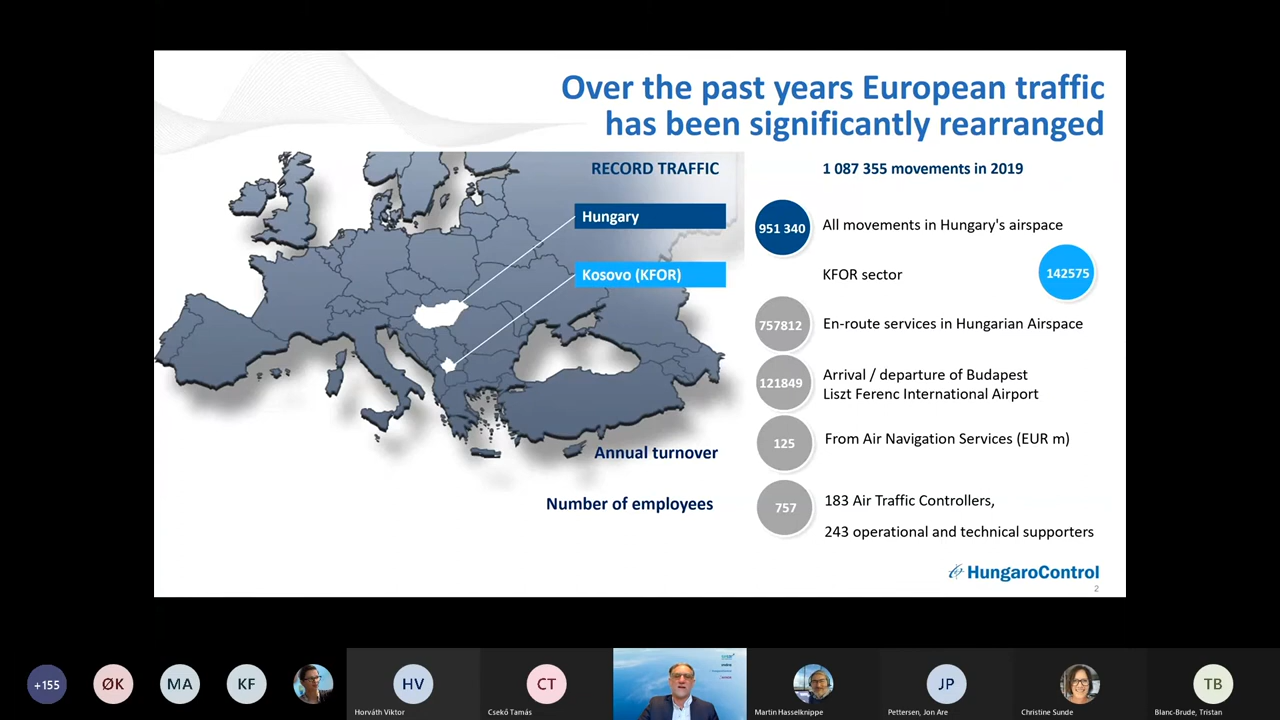 Over the past years European traffic
has been significantly rearranged
RECORD TRAFFIC
1 087 355 movements in 2019
Hungary
951 340
All movements in Hungary's airspace
Kosovo (KFOR)
KFOR sector
142575
757812
En-route services in Hungarian Airspace
121849
Arrival / departure of Budapest
Liszt Ferenc International Airport
Annual turnover
125
From Air Navigation Services (EUR m)
Number of employees
757
183 Air Traffic Controllers,
243 operational and technical supporters
HungaroControl
2
+155
ØK
MA
KF
HV
Horváth Viktor
CT
Csekő Tamás
Martin Hasselknippe
JP
Pettersen, Jon Are
Christine Sunde
TB
Blanc-Brude, Tristan